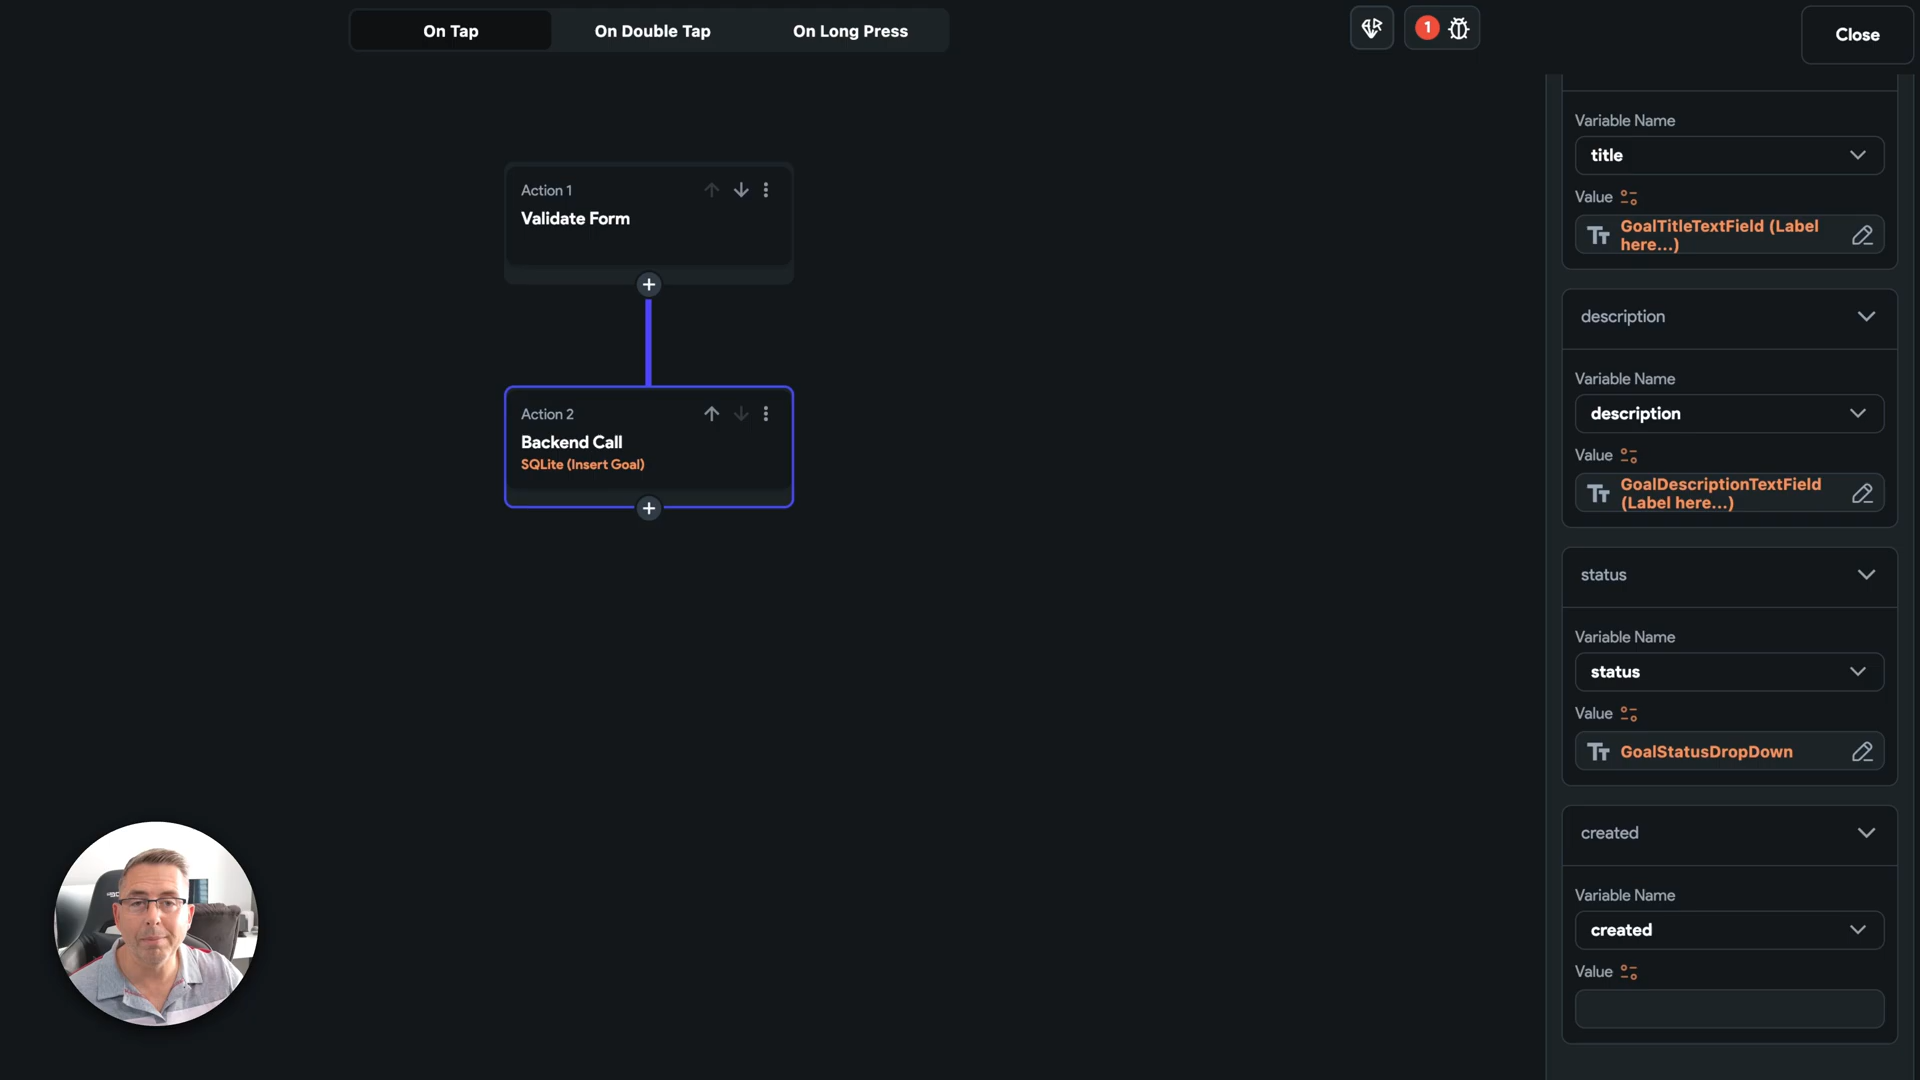 On Tap
On Double Tap
On Long Press
1
Close
Action 1
Validate Form
Action 2
Backend Call
SQLite (Insert Goal)
Variable Name
title
Value
GoalTitleTextField (Label
here...)
description
Variable Name
description
Value
GoalDescriptionTextField
(Label here...)
status
Variable Name
status
Value
GoalStatusDropDown
created
Variable Name
created
Value